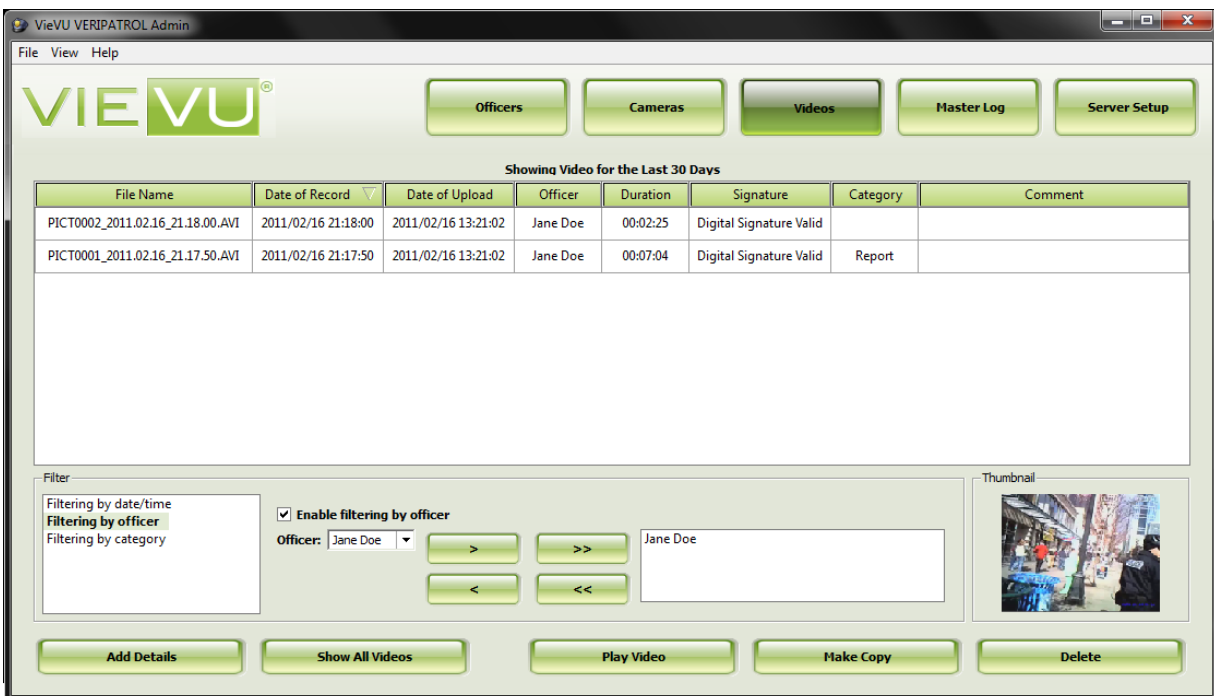 VieVU VERIPATROL Admin
File View Help
VIEVU®
Officers
Cameras
Videos
Master Log
Server Setup
Showing Video for the Last 30 Days
File Name Date of Record Date of Upload Officer Duration Signature Category Comment
PICT0002_2011.02.16_21.18.00.AVI 2011/02/16 21:18:00 2011/02/16 13:21:02 Jane Doe 00:02:25 Digital Signature Valid
PICT0001_2011.02.16_21.17.50.AVI 2011/02/16 21:17:50 2011/02/16 13:21:02 Jane Doe 00:07:04 Digital Signature Valid Report
Filter
Filtering by date/time
Filtering by officer
Filtering by category
Enable filtering by officer
Officer: Jane Doe
> >>
< <<
Jane Doe
Thumbnail
Add Details
Show All Videos
Play Video
Make Copy
Delete